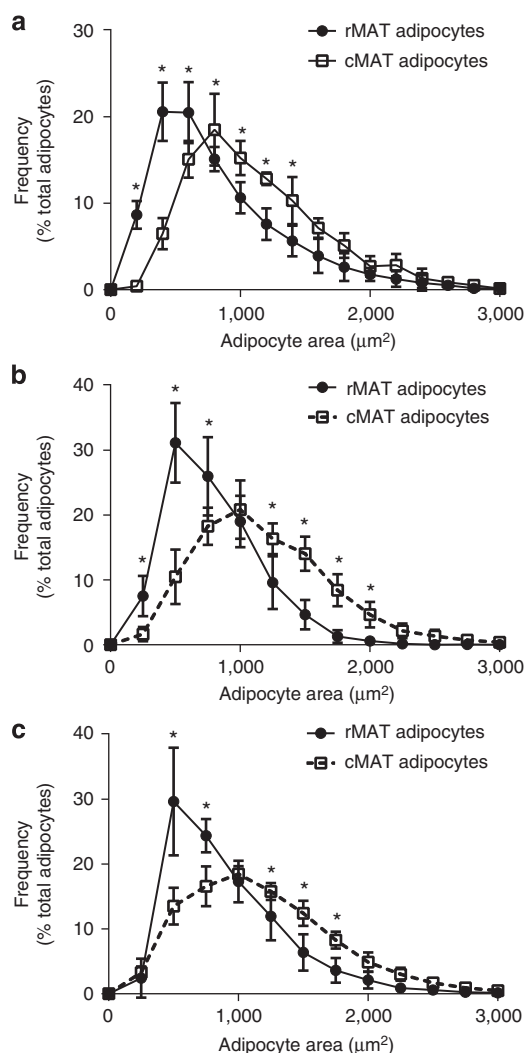 a
30
20
10
0
Frequency
(% total adipocytes)
rMAT adipocytes
cMAT adipocytes
* * * * * * * *
0 1,000 2,000 3,000
Adipocyte area (μm²)
b
40
30
20
10
0
Frequency
(% total adipocytes)
rMAT adipocytes
cMAT adipocytes
* * * * * * *
0 1,000 2,000 3,000
Adipocyte area (μm²)
c
40
30
20
10
0
Frequency
(% total adipocytes)
rMAT adipocytes
cMAT adipocytes
* * * * *
0 1,000 2,000 3,000
Adipocyte area (μm²)